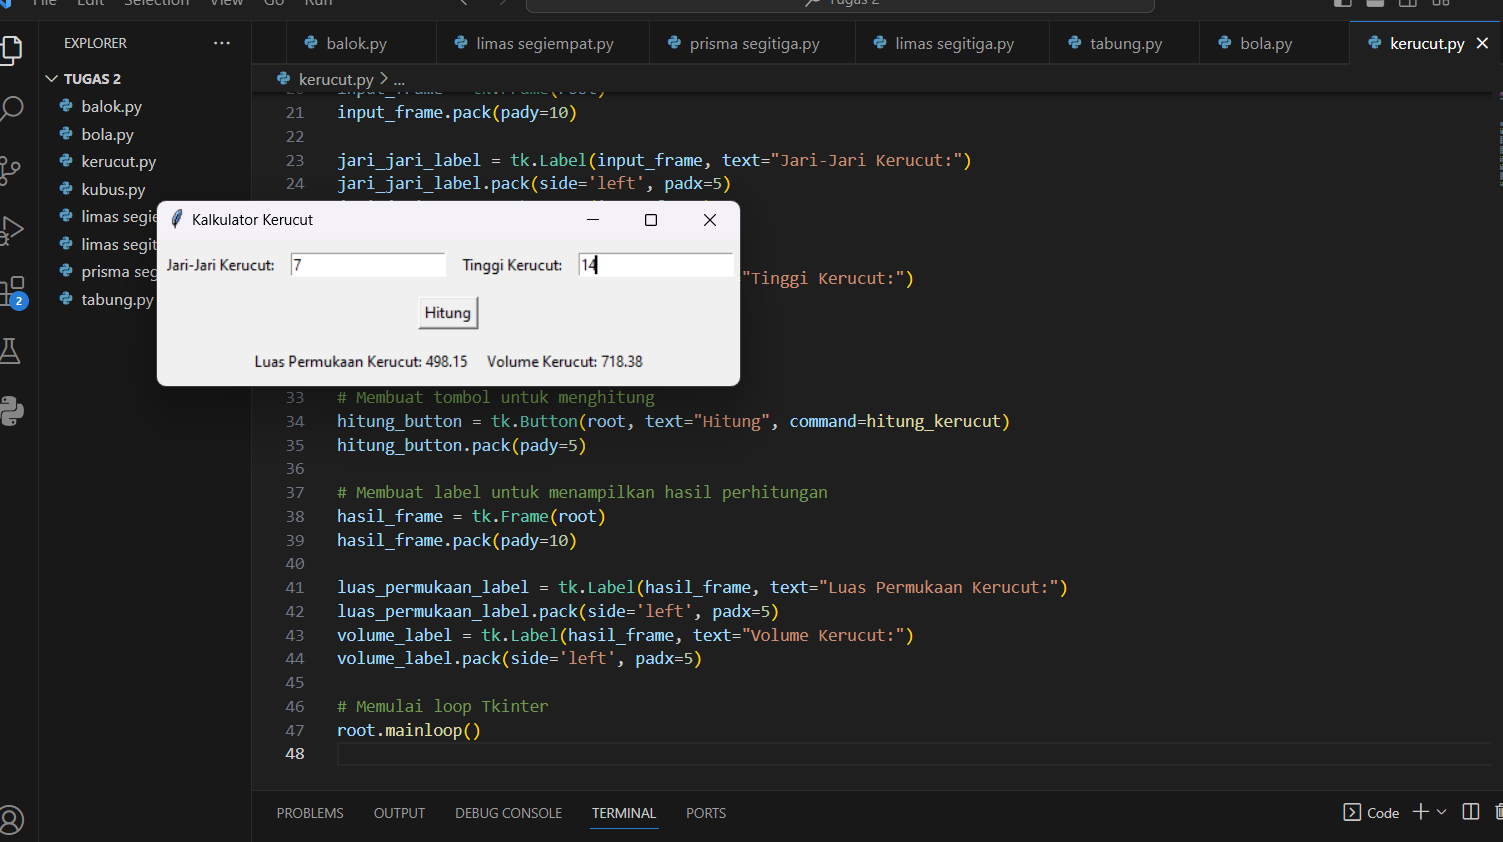 File Edit Selection View Go Run Tugas 2
EXPLORER
TUGAS 2
balok.py
bola.py
kerucut.py
kubus.py
limas segie
limas segit
prisma seg
tabung.py
2
balok.py limas segiempat.py prisma segitiga.py limas segitiga.py tabung.py bola.py kerucut.py
kerucut.py > ...
21 input_frame.pack(pady=10)
22
23 jari_jari_label = tk.Label(input_frame, text="Jari-Jari Kerucut:")
24 jari_jari_label.pack(side='left', padx=5)
Kalkulator Kerucut
Jari-Jari Kerucut: 7 Tinggi Kerucut: 14
Hitung
Luas Permukaan Kerucut: 498.15 Volume Kerucut: 718.38
="Tinggi Kerucut:")
33 # Membuat tombol untuk menghitung
34 hitung_button = tk.Button(root, text="Hitung", command=hitung_kerucut)
35 hitung_button.pack(pady=5)
36
37 # Membuat label untuk menampilkan hasil perhitungan
38 hasil_frame = tk.Frame(root)
39 hasil_frame.pack(pady=10)
40
41 luas_permukaan_label = tk.Label(hasil_frame, text="Luas Permukaan Kerucut:")
42 luas_permukaan_label.pack(side='left', padx=5)
43 volume_label = tk.Label(hasil_frame, text="Volume Kerucut:")
44 volume_label.pack(side='left', padx=5)
45
46 # Memulai loop Tkinter
47 root.mainloop()
48
PROBLEMS OUTPUT DEBUG CONSOLE TERMINAL PORTS
Code